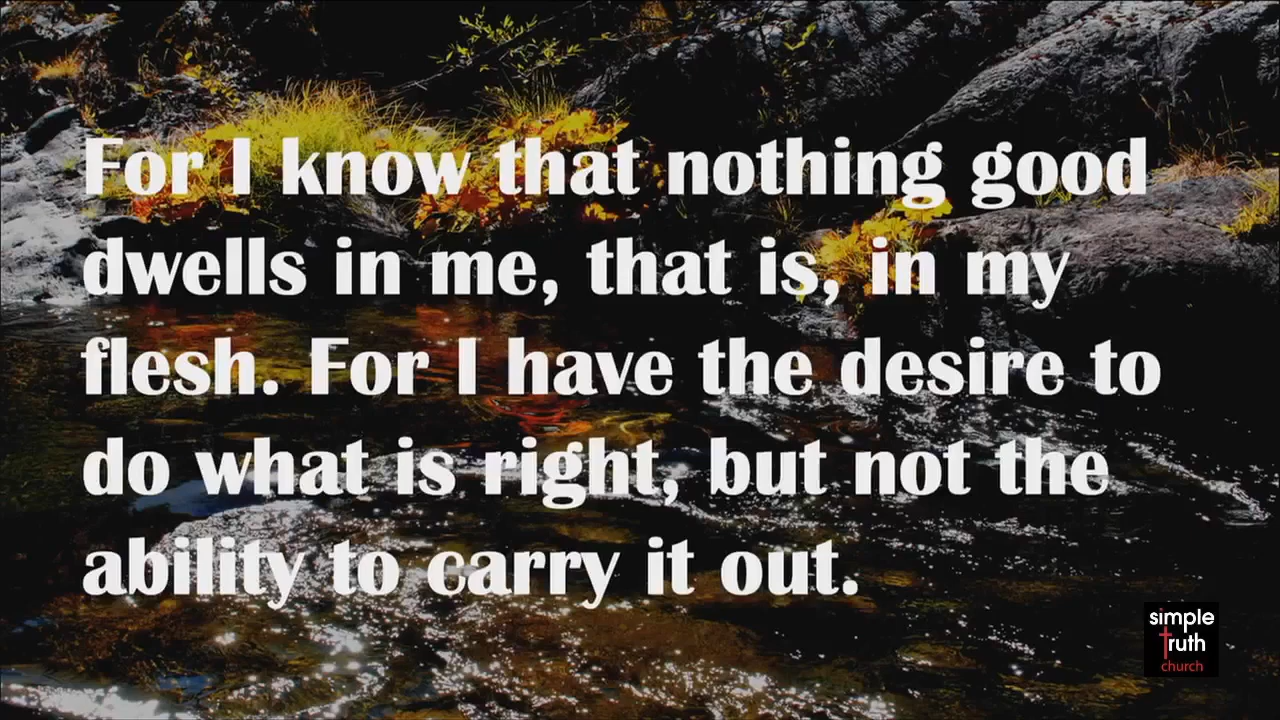 For I know that nothing good
dwells in me, that is, in my
flesh. For I have the desire to
do what is right, but not the
ability to carry it out.
simple
truth
church